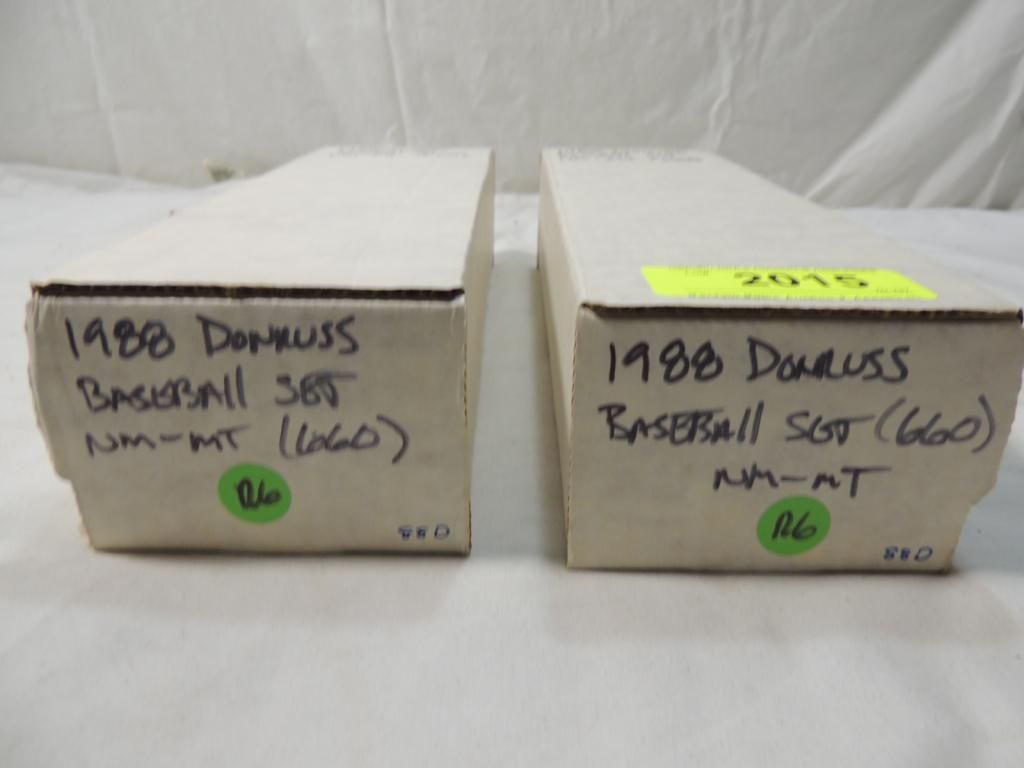 1988 DONRUSS
BASEBALL SET
NM-MT (660)
R6
88D
2015
1988 DONRUSS
BASEBALL SET (660)
NM-MT
R6
88D